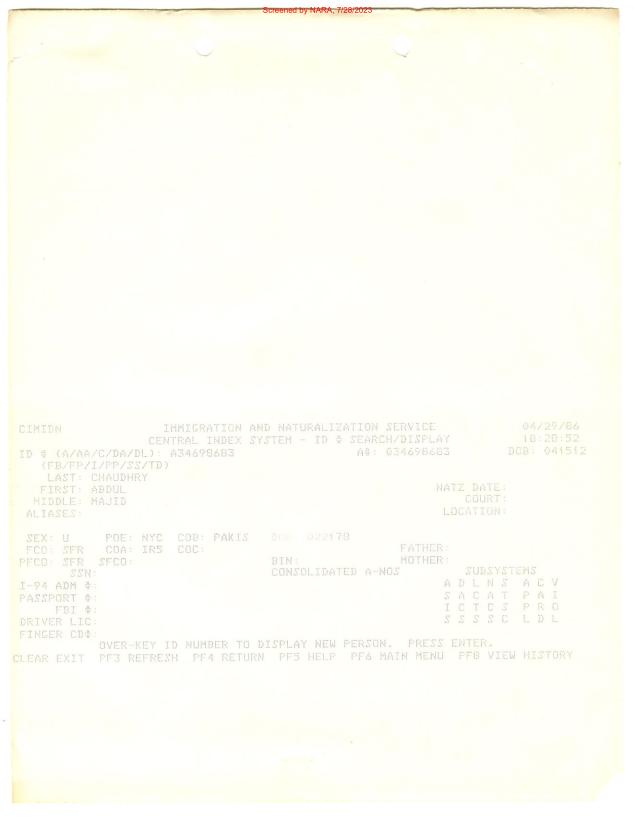 Screened by NARA, 7/28/2023
CIMIDN IMMIGRATION AND NATURALIZATION SERVICE 04/29/86
CENTRAL INDEX SYSTEM - ID # SEARCH/DISPLAY 10:20:52
ID # (A/AA/C/DA/DL): A34698683 A#: 034698683 DOB: 041512
(FB/FP/I/PP/SS/TD)
LAST: CHAUDHRY
FIRST: ABDUL NATZ DATE:
MIDDLE: MAJID COURT:
ALIASES: LOCATION:
SEX: U POE: NYC COB: PAKIS 022178
FCO: SFR COA: IR5 COC: FATHER:
PFCO: SFR SFCO: BIN: MOTHER:
SSN: CONSOLIDATED A-NOS SUBSYSTEMS
I-94 ADM #: A D L N S A C V
PASSPORT #: S A C A T P A I
FBI #: I C T C S P R O
DRIVER LIC: S S S S C L D L
FINGER CD#:
OVER-KEY ID NUMBER TO DISPLAY NEW PERSON. PRESS ENTER.
CLEAR EXIT PF3 REFRESH PF4 RETURN PF5 HELP PF6 MAIN MENU PF8 VIEW HISTORY